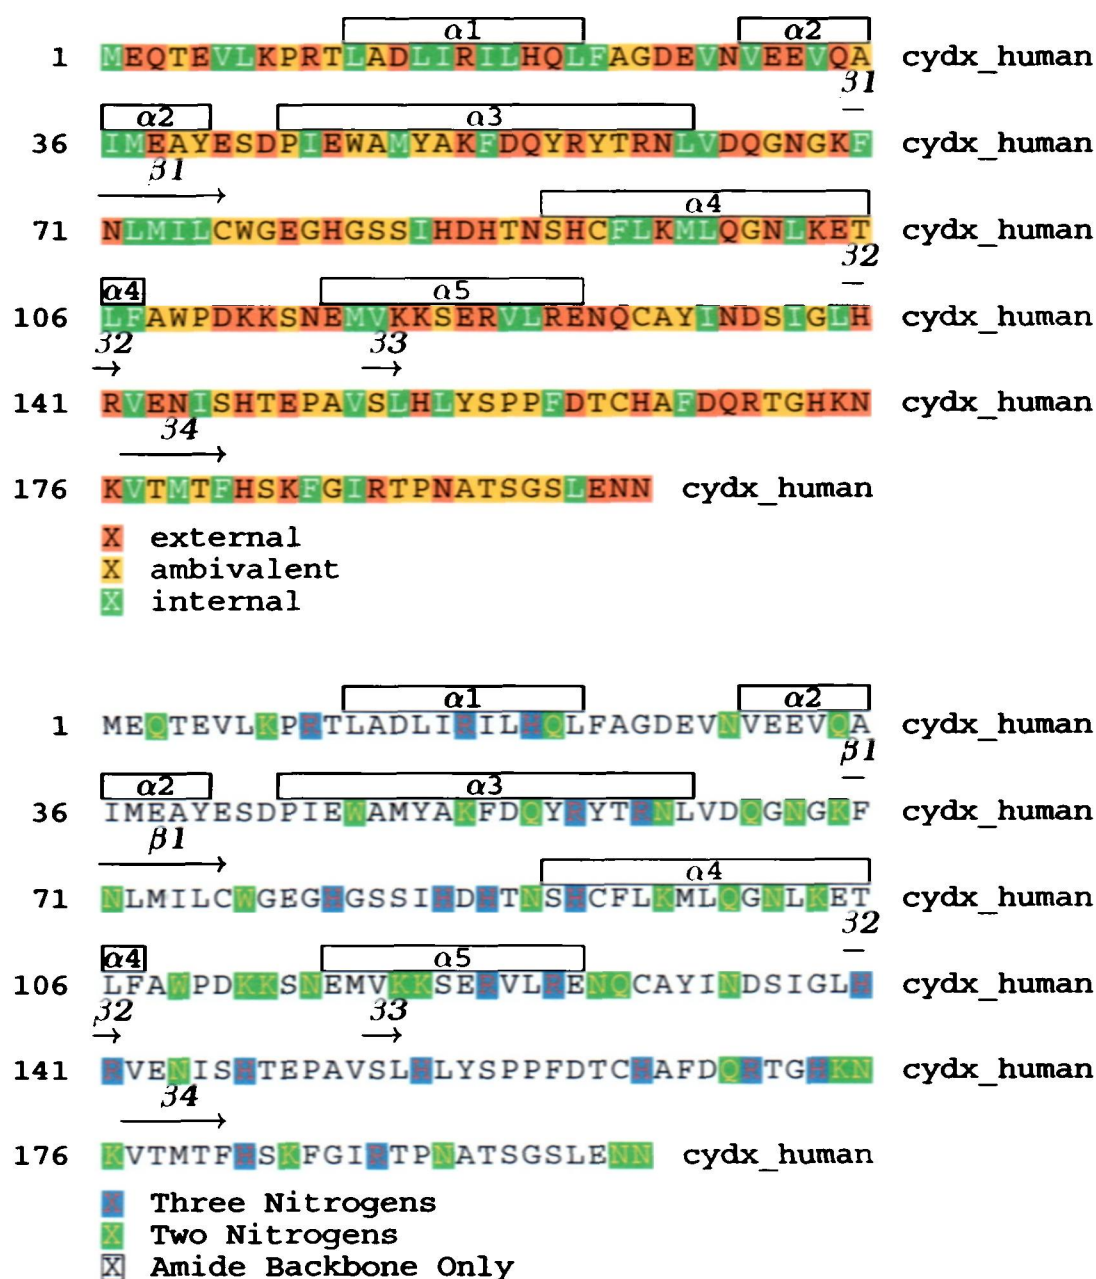 α1 α2
1 MEQTEVLKPRTLADLIRILHQLFAGDEVNVEEVQA cydx_human
β1
α2 α3
36 IMEAYESDPIEWAMYAKFDQYRYTRNLVDQGNGKF cydx_human
β1
α4
71 NLMILCWGEGHGSSIHDHTNSHCFLKMLQGNLKET cydx_human
β2
α4 α5
106 LFAWPDKKSNEMVKKSERVLRENQCAYINDSIGLH cydx_human
β2 β3
141 RVENISHTEPAVSLHLYSPPFDTCHAFDQRTGHKN cydx_human
β4
176 KVTMTFHSKFGIRTPNATSGSLENN cydx_human
X external
X ambivalent
X internal
α1 α2
1 MEQTEVLKPRTLADLIRILHQLFAGDEVNVEEVQA cydx_human
β1
α2 α3
36 IMEAYESDPIEWAMYAKFDQYRYTRNLVDQGNGKF cydx_human
β1
α4
71 NLMILCWGEGHGSSIHDHTNSHCFLKMLQGNLKET cydx_human
β2
α4 α5
106 LFAWPDKKSNEMVKKSERVLRENQCAYINDSIGLH cydx_human
β2 β3
141 RVENISHTEPAVSLHLYSPPFDTCHAFDQRTGHKN cydx_human
β4
176 KVTMTFHSKFGIRTPNATSGSLENN cydx_human
X Three Nitrogens
X Two Nitrogens
X Amide Backbone Only